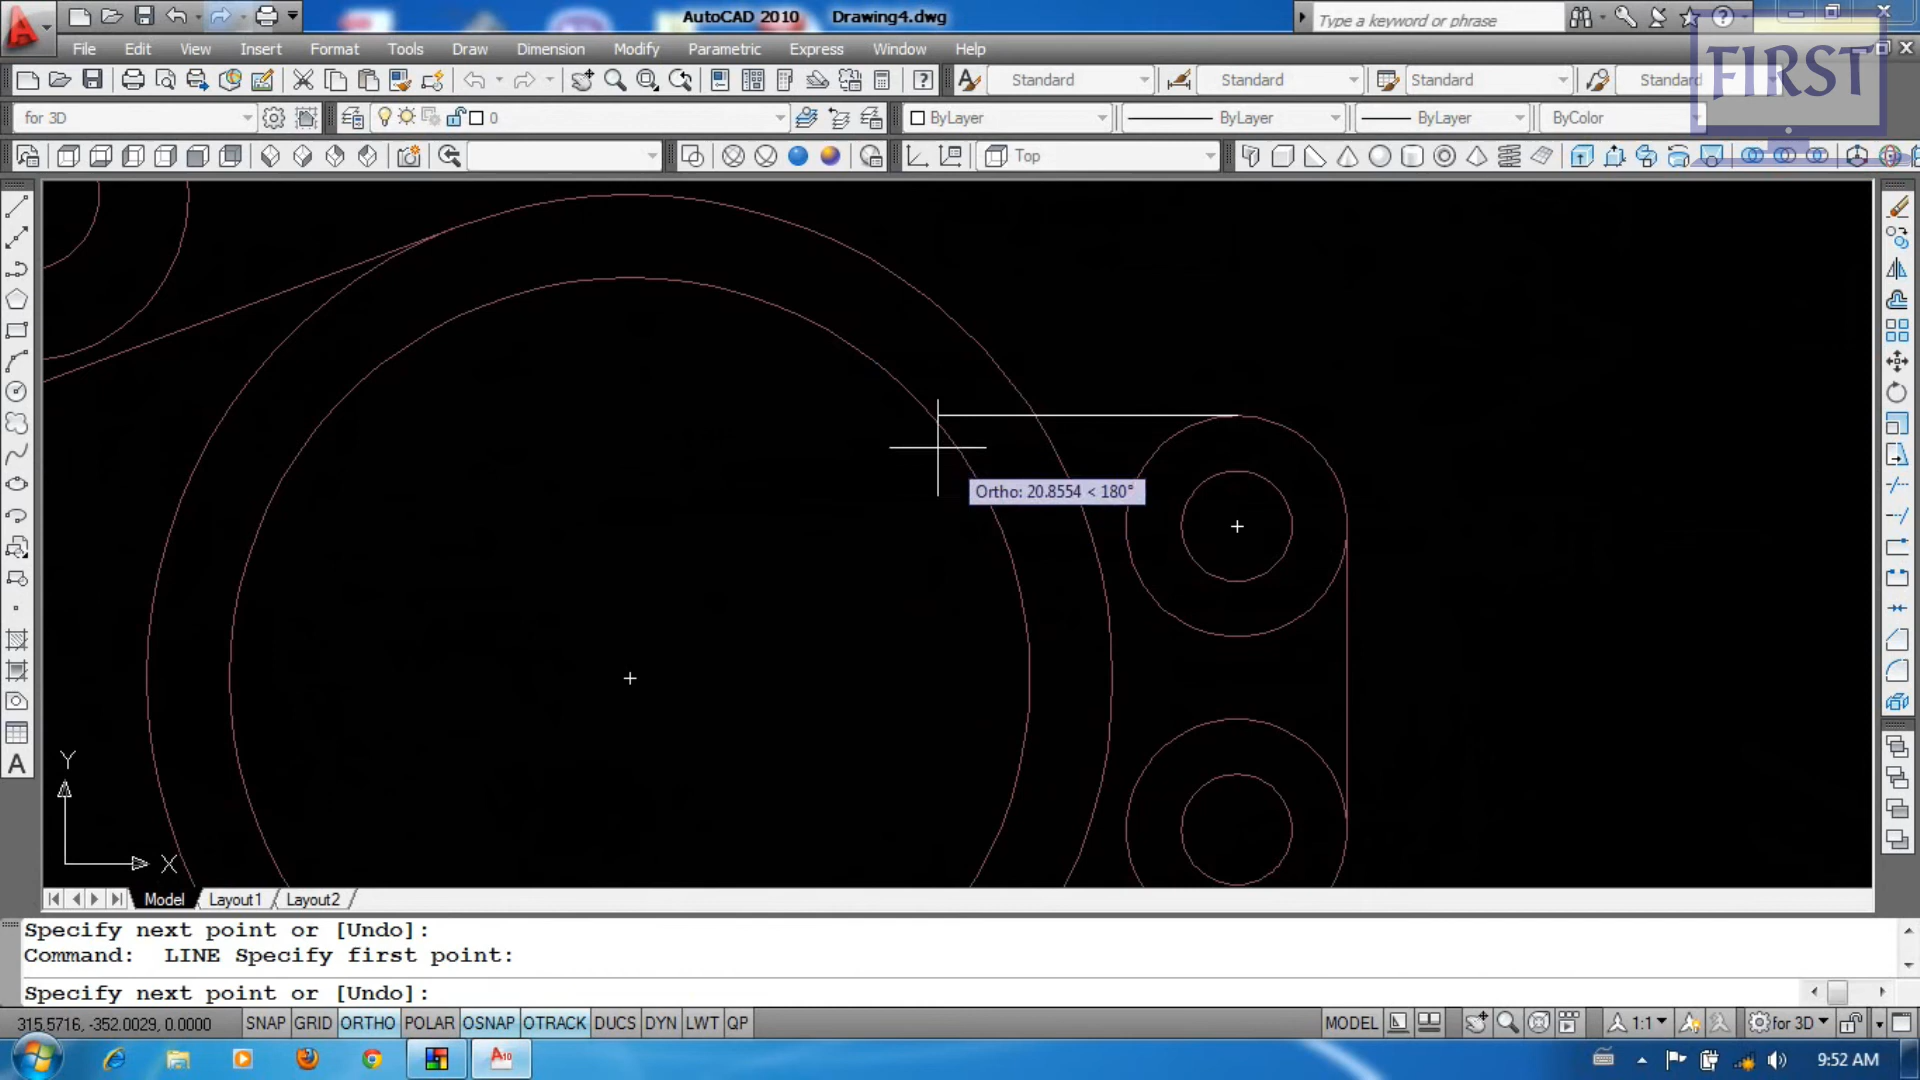 AutoCAD 2010 Drawing4.dwg
Type a keyword or phrase
File Edit View Insert Format Tools Draw Dimension Modify Parametric Express Window Help
FIRST
Standard Standard Standard Standard
for 3D 0 ByLayer ByLayer ByLayer ByColor
Top
Ortho: 20.8554 < 180°
Y
X
Model Layout1 Layout2
Specify next point or [Undo]:
Command: LINE Specify first point:
Specify next point or [Undo]:
315.5716, -352.0029, 0.0000 SNAP GRID ORTHO POLAR OSNAP OTRACK DUCS DYN LWT QP MODEL 1:1 for 3D
9:52 AM